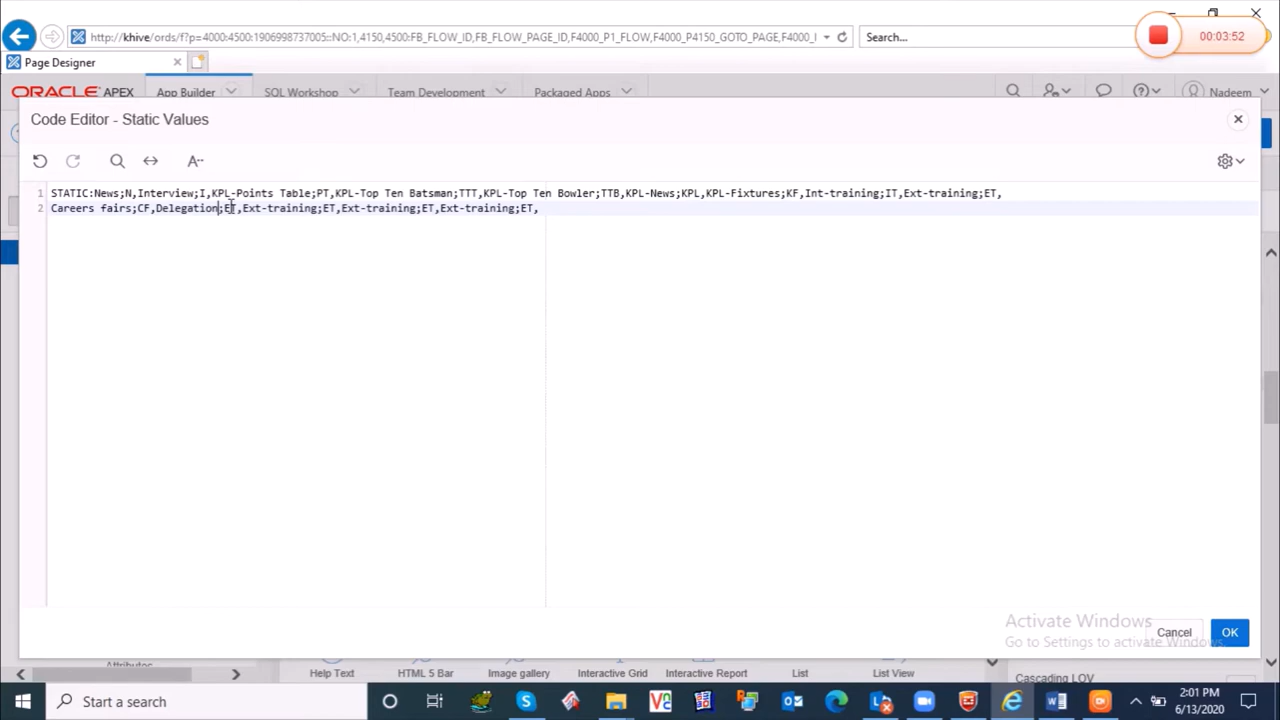 http://khive/ords/f?p=4000:4500:1906998737005::NO:1,4150,4500:FB_FLOW_ID,FB_FLOW_PAGE_ID,F4000_P1_FLOW,F4000_P4150_GOTO_PAGE,F4000_I
Search...
00:03:52
Page Designer
ORACLE APEX
App Builder
SQL Workshop
Team Development
Packaged Apps
Nadeem
Code Editor - Static Values
1 STATIC:News;N,Interview;I,KPL-Points Table;PT,KPL-Top Ten Batsman;TTT,KPL-Top Ten Bowler;TTB,KPL-News;KPL,KPL-Fixtures;KF,Int-training;IT,Ext-training;ET,
2 Careers fairs;CF,Delegation;ET,Ext-training;ET,Ext-training;ET,Ext-training;ET,
Activate Windows
Go to Settings to activate Windows.
Cancel
OK
Attributes
Help Text
HTML 5 Bar
Image gallery
Interactive Grid
Interactive Report
List
List View
Cascading LOV
Start a search
2:01 PM
6/13/2020